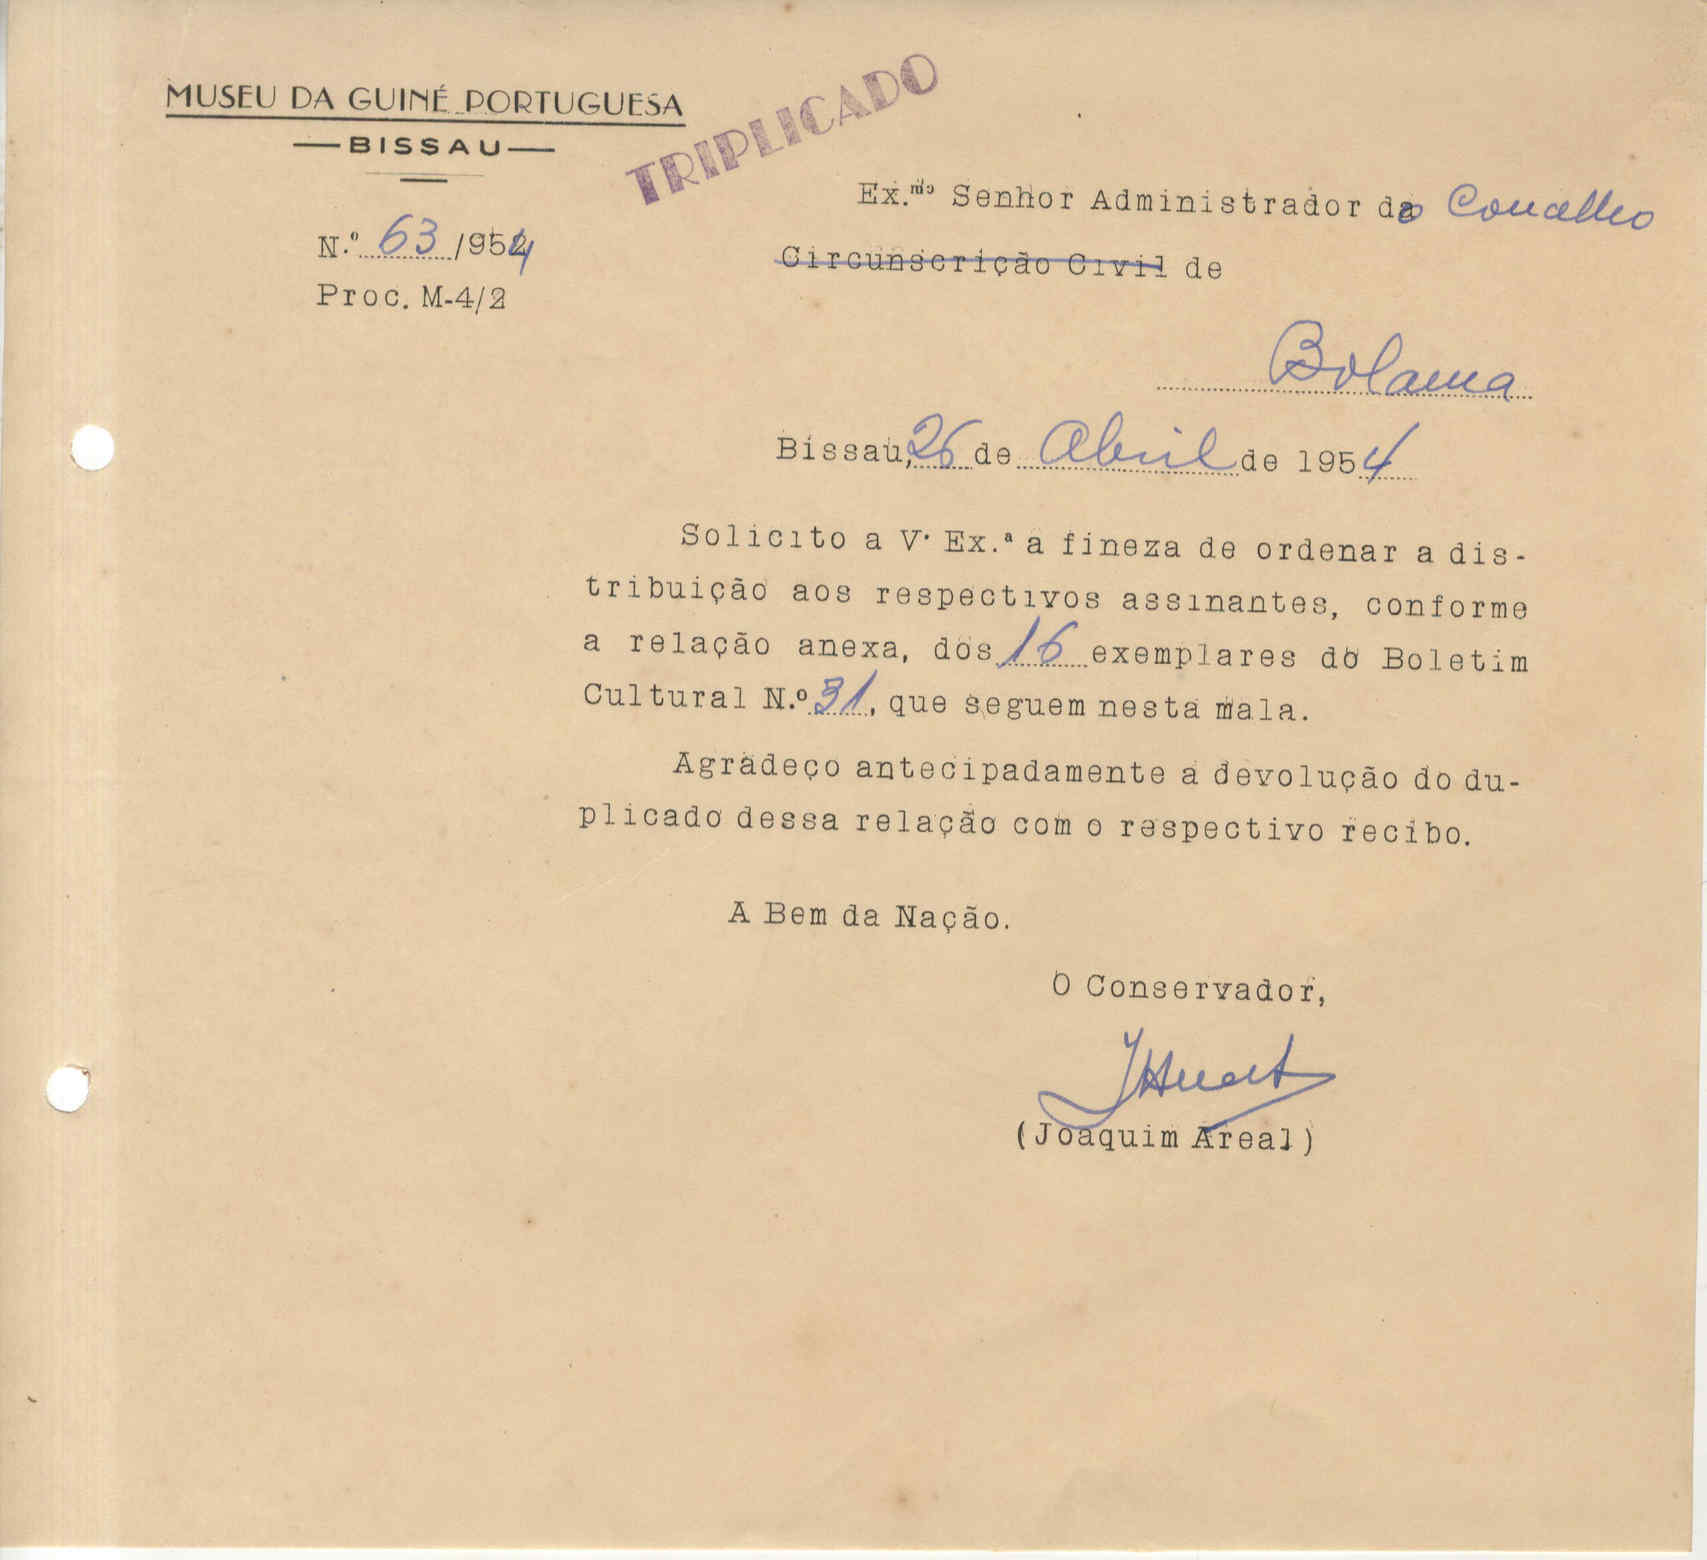 MUSEU DA GUINÉ PORTUGUESA
BISSAU
TRIPLICADO
N.º 63/954
Proc. M-4/2
Ex.mo Senhor Administrador do Concelho
Circunscrição Civil de
Bolama
Bissau, 26 de Abril de 1954
Solicito a V. Ex.ª a fineza de ordenar a dis-
tribuição aos respectivos assinantes, conforme
a relação anexa, dos 16 exemplares do Boletim
Cultural N.º 31, que seguem nesta mala.
Agradeço antecipadamente a devolução do du-
plicado dessa relação com o respectivo recibo.
A Bem da Nação.
O Conservador,
(Joaquim Areal)